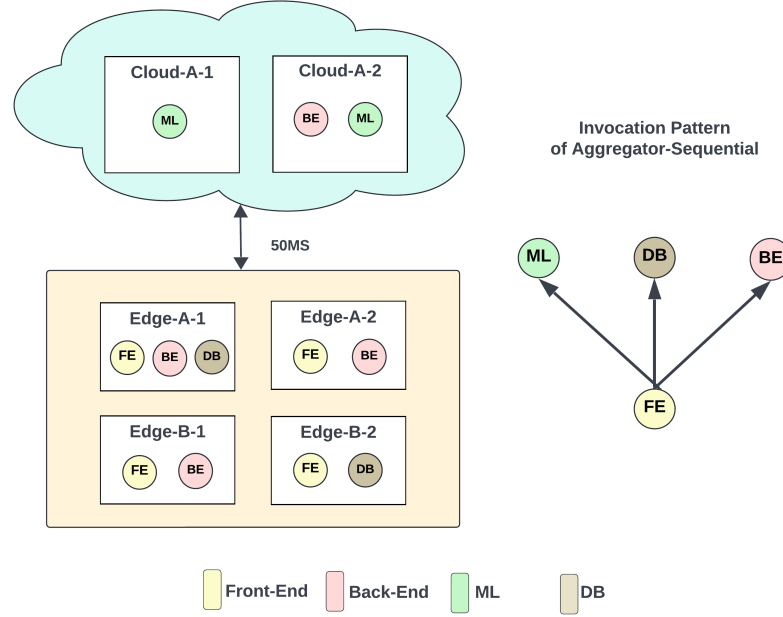 Cloud-A-1
ML
Cloud-A-2
BE ML
Invocation Pattern
of Aggregator-Sequential
50MS
ML DB BE
FE
Edge-A-1
FE BE DB
Edge-A-2
FE BE
Edge-B-1
FE BE
Edge-B-2
FE DB
Front-End Back-End ML DB